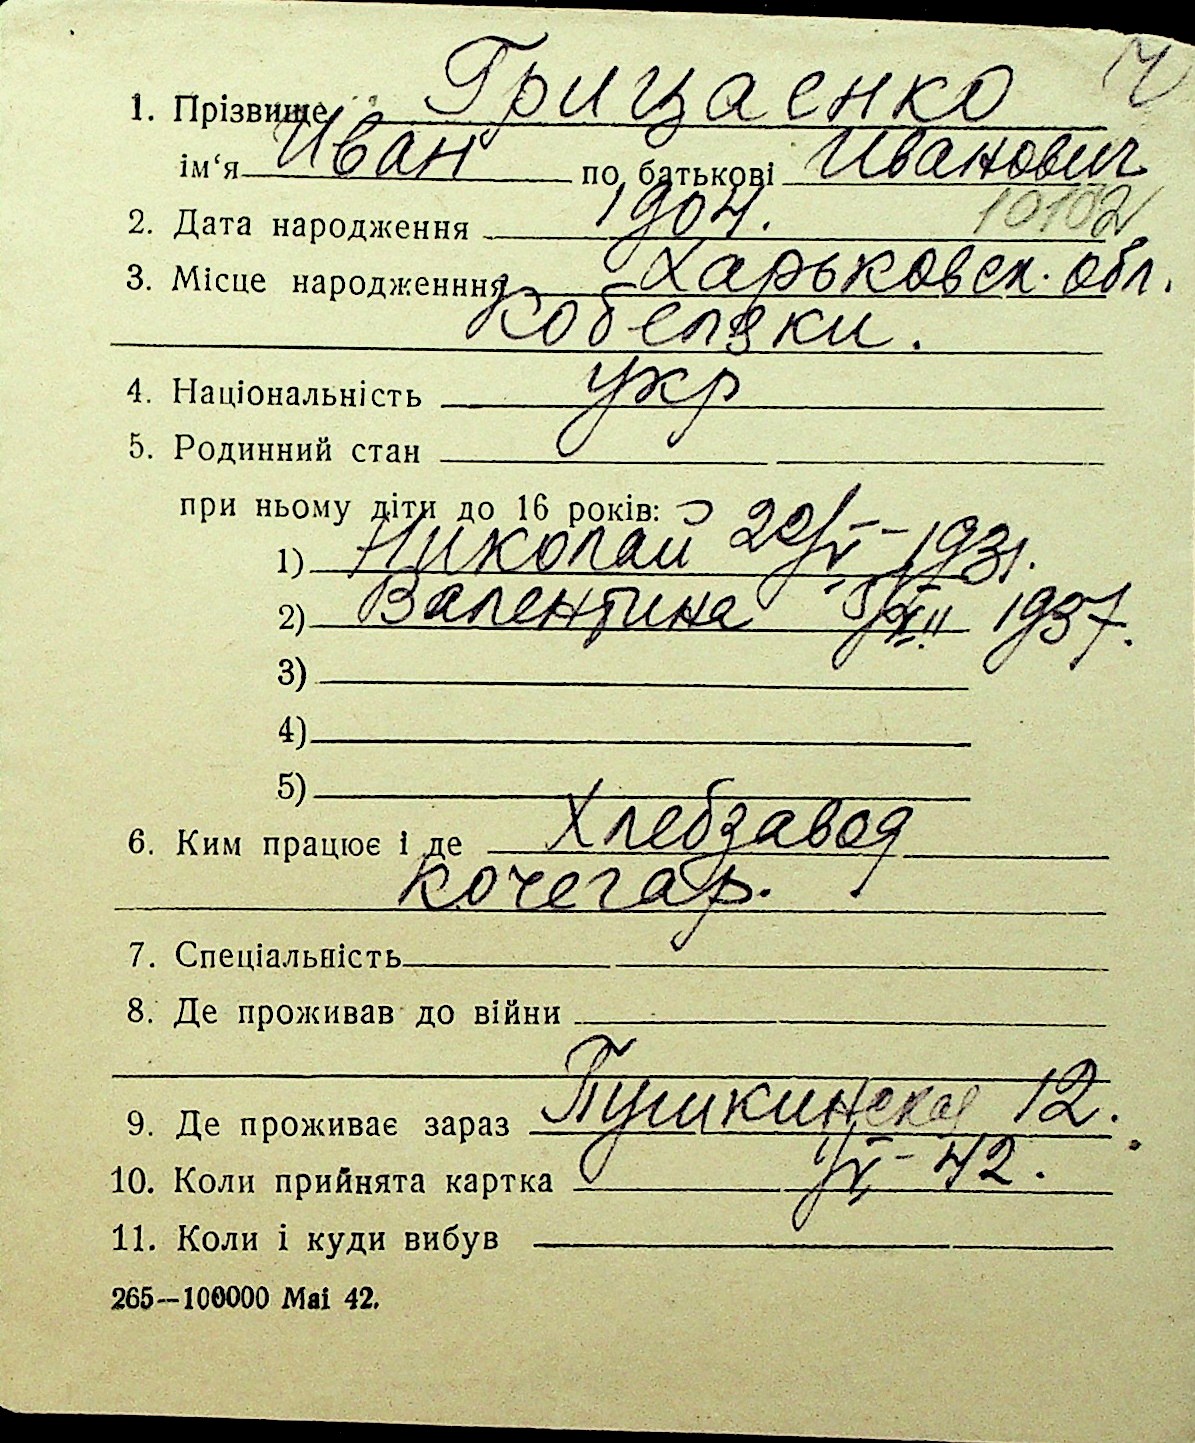 1. Прізвище Грицаенко
ім‘я Иван по батькові Иванович
10102
2. Дата народження 1904.
3. Місце народженння Харьковск. обл.
Кобеляки.
4. Національність укр
5. Родинний стан
при ньому діти до 16 років:
1) Николай 20/V – 1931.
2) Валентина 5/XII 1937.
3)
4)
5)
6. Ким працює і де Хлебзавод
кочегар.
7. Спеціальність
8. Де проживав до війни
9. Де проживає зараз Пушкинская 12.
10. Коли прийнята картка V – 42.
11. Коли і куди вибув
265—100000 Mai 42.